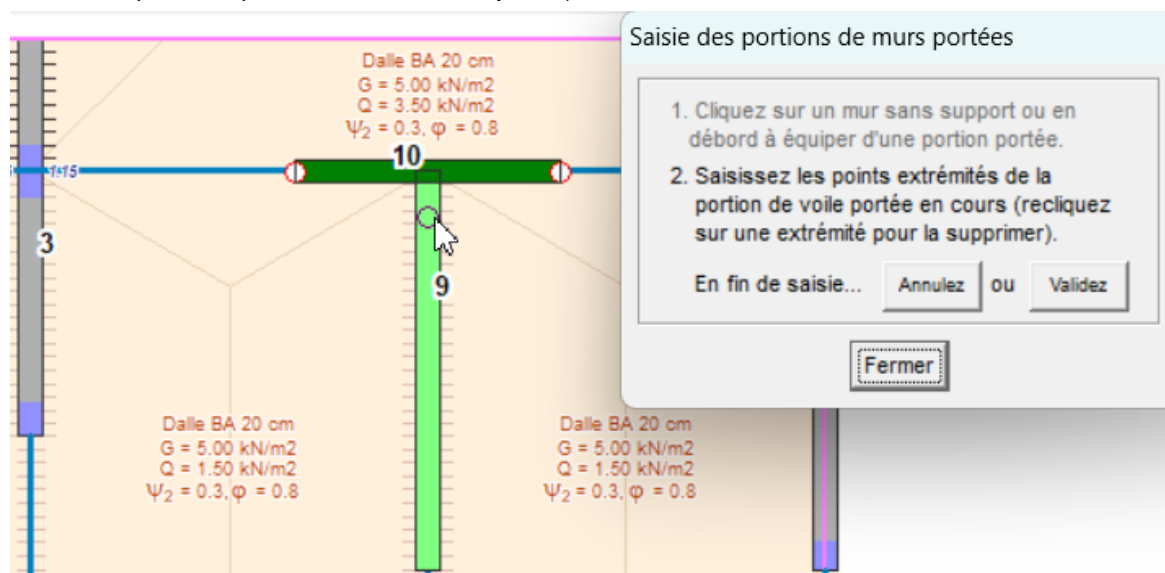 Saisie des portions de murs portées
1. Cliquez sur un mur sans support ou en
débord à équiper d'une portion portée.
2. Saisissez les points extrémités de la
portion de voile portée en cours (recliquez
sur une extrémité pour la supprimer).
En fin de saisie... Annulez ou Validez
Fermer
Dalle BA 20 cm
G = 5.00 kN/m2
Q = 3.50 kN/m2
Ψ2 = 0.3, φ = 0.8
10
3
9
Dalle BA 20 cm
G = 5.00 kN/m2
Q = 1.50 kN/m2
Ψ2 = 0.3, φ = 0.8
Dalle BA 20 cm
G = 5.00 kN/m2
Q = 1.50 kN/m2
Ψ2 = 0.3, φ = 0.8